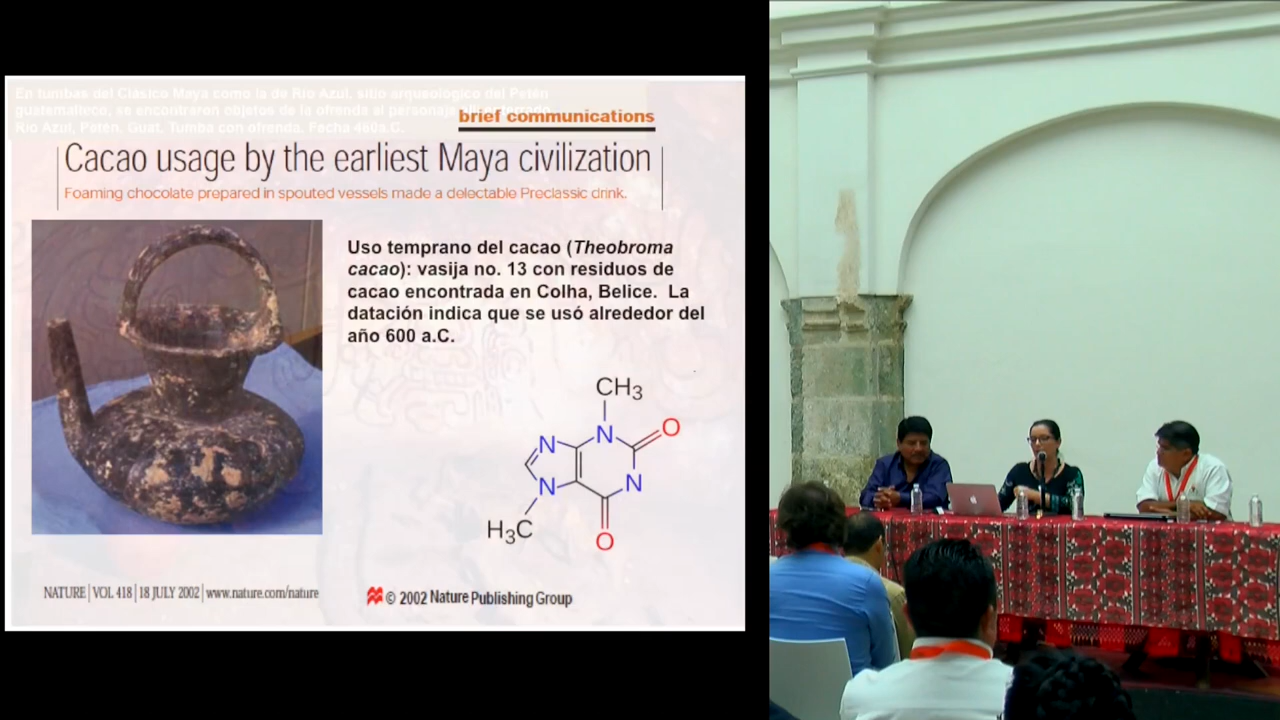 En tumbas del Clásico Maya como la de Río Azul, sitio arqueológico del Petén
guatemalteco, se encontraron objetos de la ofrenda al personaje
Río Azul, Petén, Guat. Tumba con ofrenda. Fecha 460a.C.
brief communications
Cacao usage by the earliest Maya civilization
Foaming chocolate prepared in spouted vessels made a delectable Preclassic drink.
Uso temprano del cacao (Theobroma
cacao): vasija no. 13 con residuos de
cacao encontrada en Colha, Belice. La
datación indica que se usó alrededor del
año 600 a.C.
CH3
N
N
O
N
N
H3C
O
NATURE | VOL 418 | 18 JULY 2002 | www.nature.com/nature
© 2002 Nature Publishing Group